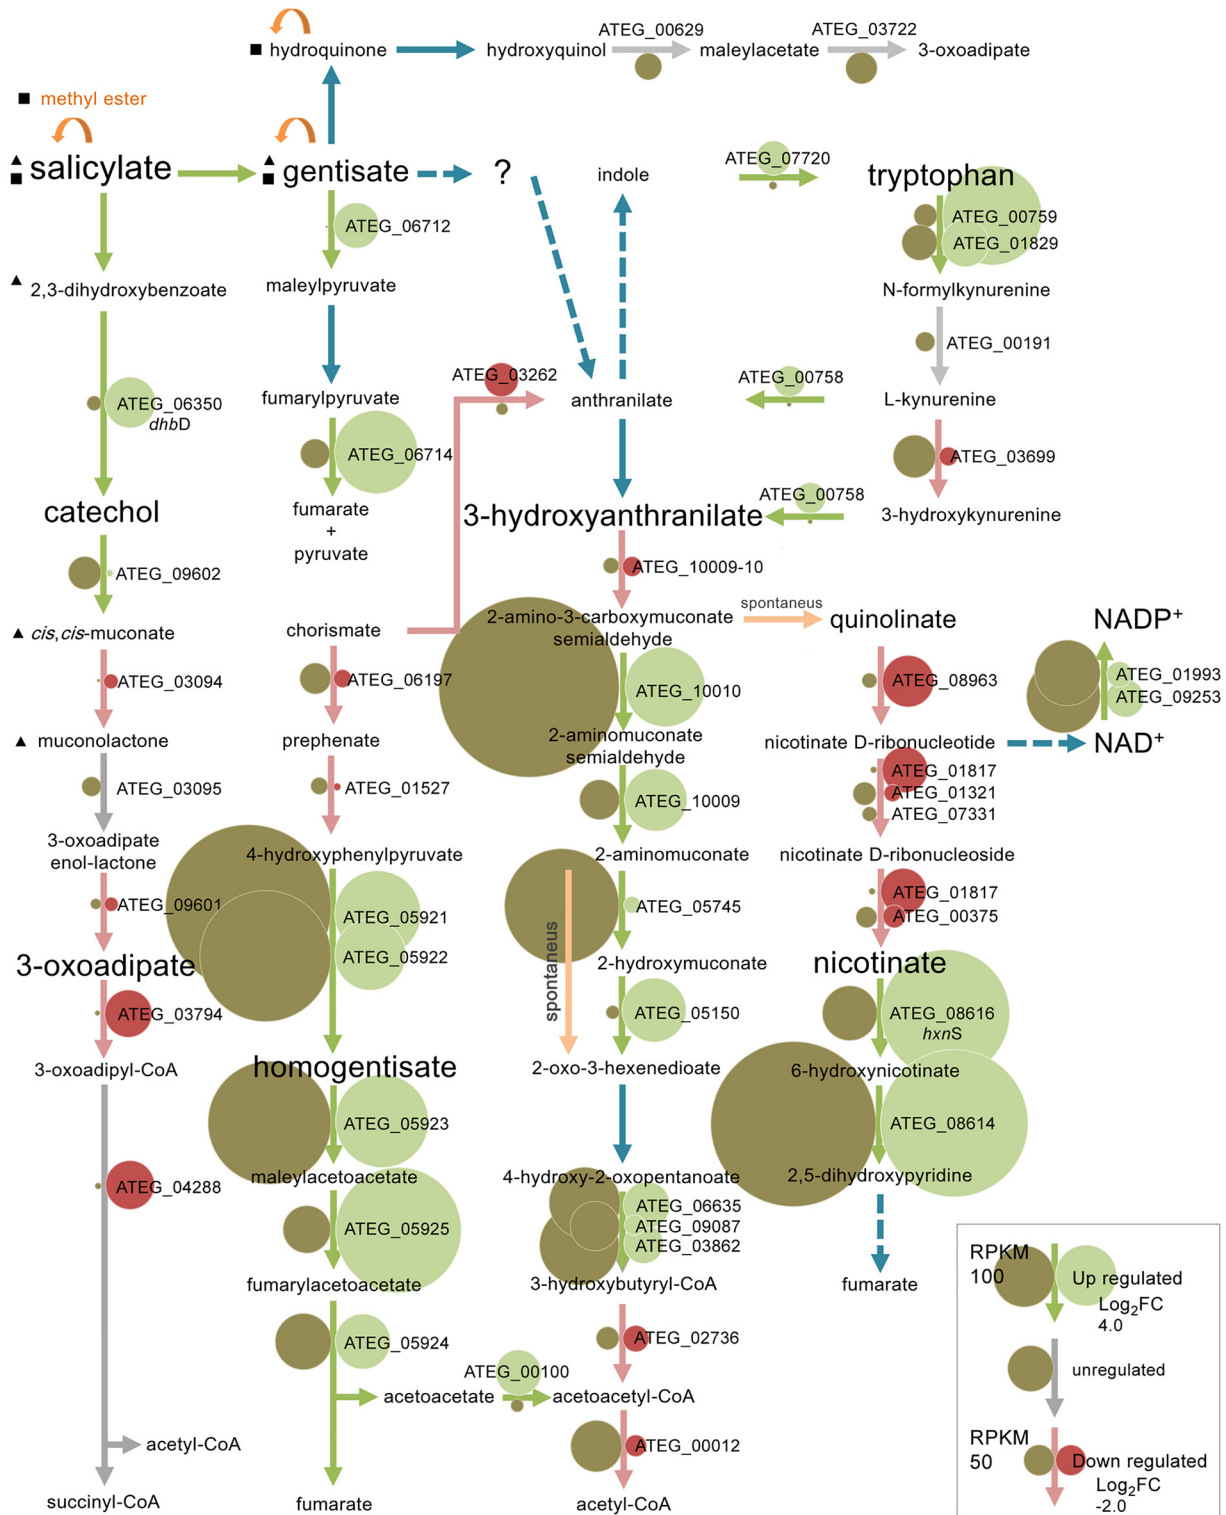 ATEG_00629
ATEG_03722
hydroquinone
hydroxyquinol
maleylacetate
3-oxoadipate
methyl ester
salicylate
gentisate
?
indole
ATEG_07720
tryptophan
ATEG_00759
ATEG_01829
ATEG_06712
2,3-dihydroxybenzoate
maleylpyruvate
N-formylkynurenine
ATEG_00191
ATEG_03262
ATEG_00758
ATEG_06350
dhbD
fumarylpyruvate
anthranilate
L-kynurenine
ATEG_06714
ATEG_03699
catechol
fumarate
+
pyruvate
ATEG_00758
3-hydroxyanthranilate
3-hydroxykynurenine
ATEG_09602
ATEG_10009-10
cis,cis-muconate
chorismate
2-amino-3-carboxymuconate
semialdehyde
spontaneus
quinolinate
NADP+
ATEG_03094
ATEG_06197
ATEG_10010
ATEG_08963
ATEG_01993
ATEG_09253
muconolactone
prephenate
2-aminomuconate
semialdehyde
nicotinate D-ribonucleotide
NAD+
ATEG_03095
ATEG_01527
ATEG_10009
ATEG_01817
ATEG_01321
ATEG_07331
3-oxoadipate
enol-lactone
4-hydroxyphenylpyruvate
2-aminomuconate
nicotinate D-ribonucleoside
ATEG_09601
ATEG_05921
ATEG_05922
spontaneus
ATEG_05745
ATEG_01817
ATEG_00375
3-oxoadipate
2-hydroxymuconate
nicotinate
ATEG_03794
ATEG_05150
ATEG_08616
hxnS
3-oxoadipyl-CoA
homogentisate
2-oxo-3-hexenedioate
6-hydroxynicotinate
ATEG_05923
ATEG_08614
maleylacetoacetate
4-hydroxy-2-oxopentanoate
2,5-dihydroxypyridine
ATEG_04288
ATEG_05925
ATEG_06635
ATEG_09087
ATEG_03862
fumarylacetoacetate
3-hydroxybutyryl-CoA
fumarate
ATEG_05924
ATEG_02736
ATEG_00100
acetoacetate
acetoacetyl-CoA
acetyl-CoA
ATEG_00012
succinyl-CoA
fumarate
acetyl-CoA
RPKM
100
Up regulated
Log2FC
4.0
unregulated
RPKM
50
Down regulated
Log2FC
-2.0